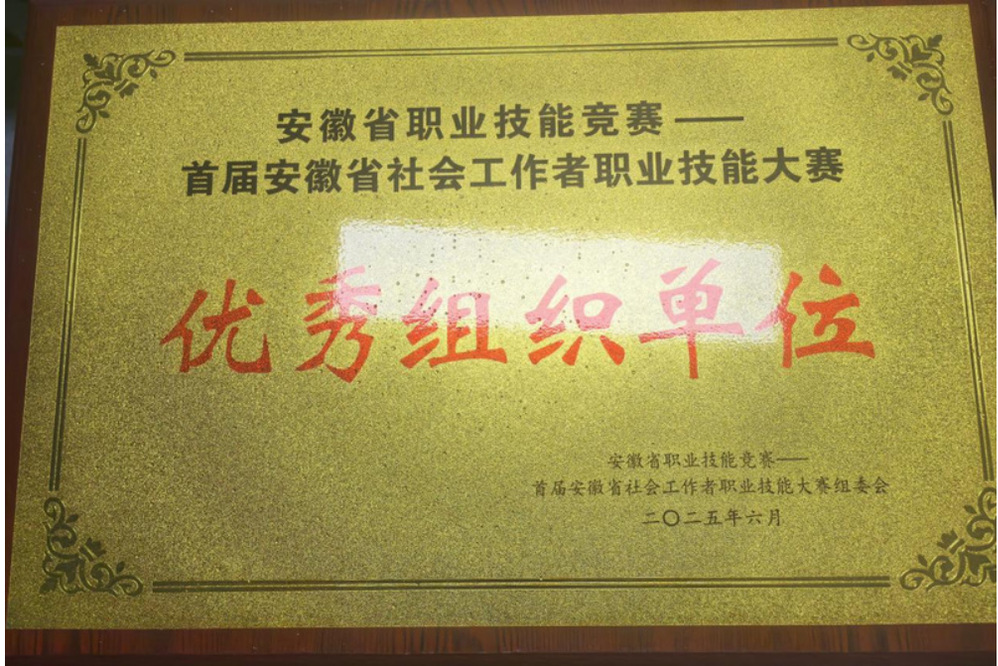 安徽省职业技能竞赛——
首届安徽省社会工作者职业技能大赛
优秀组织单位
安徽省职业技能竞赛——
首届安徽省社会工作者职业技能大赛组委会
二〇二五年六月